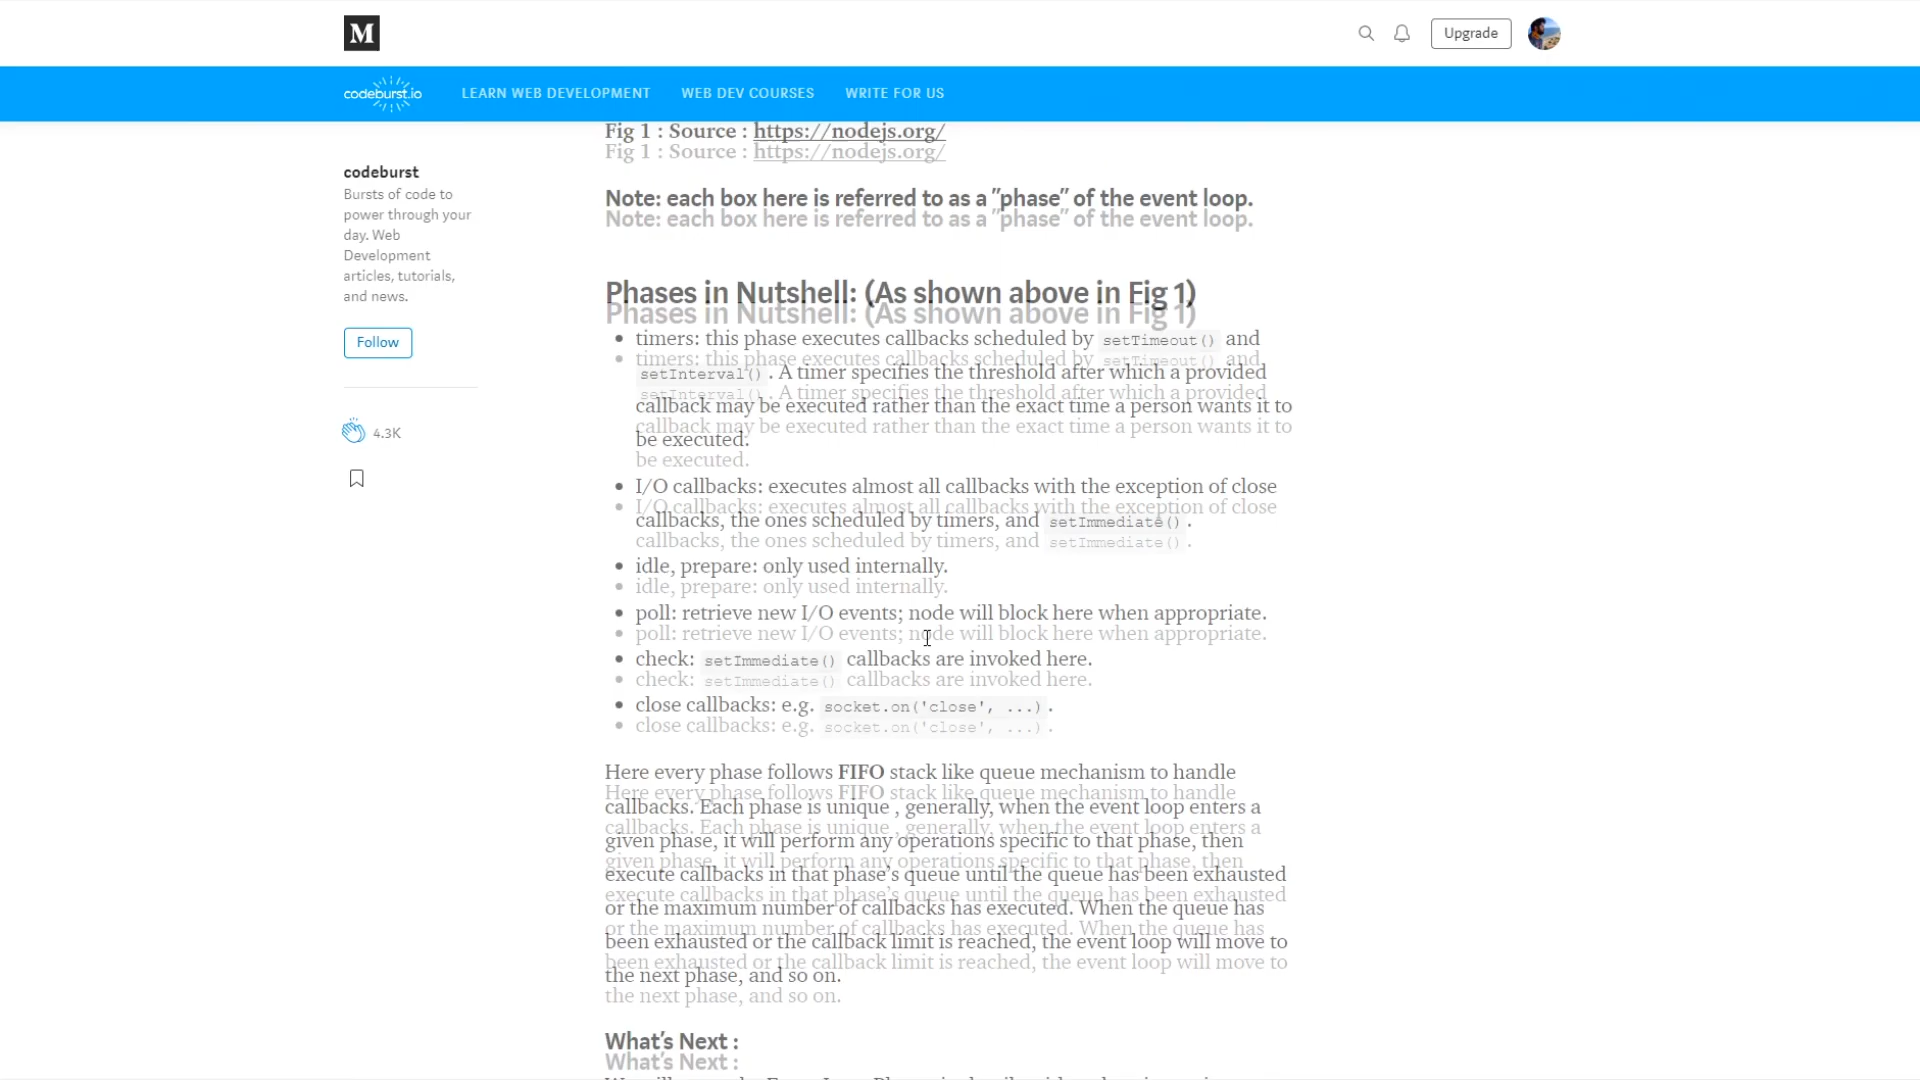 M
Upgrade
codeburst.io LEARN WEB DEVELOPMENT WEB DEV COURSES WRITE FOR US
codeburst
Bursts of code to
power through your
day. Web
Development
articles, tutorials,
and news.
Follow
4.3K
Fig 1 : Source : https://nodejs.org/
Note: each box here is referred to as a "phase" of the event loop.
Phases in Nutshell: (As shown above in Fig 1)
• timers: this phase executes callbacks scheduled by setTimeout() and
setInterval(). A timer specifies the threshold after which a provided
callback may be executed rather than the exact time a person wants it to
be executed.
• I/O callbacks: executes almost all callbacks with the exception of close
callbacks, the ones scheduled by timers, and setImmediate().
• idle, prepare: only used internally.
• poll: retrieve new I/O events; node will block here when appropriate.
• check: setImmediate() callbacks are invoked here.
• close callbacks: e.g. socket.on('close', ...).
Here every phase follows FIFO stack like queue mechanism to handle
callbacks. Each phase is unique , generally, when the event loop enters a
given phase, it will perform any operations specific to that phase, then
execute callbacks in that phase's queue until the queue has been exhausted
or the maximum number of callbacks has executed. When the queue has
been exhausted or the callback limit is reached, the event loop will move to
the next phase, and so on.
What's Next :